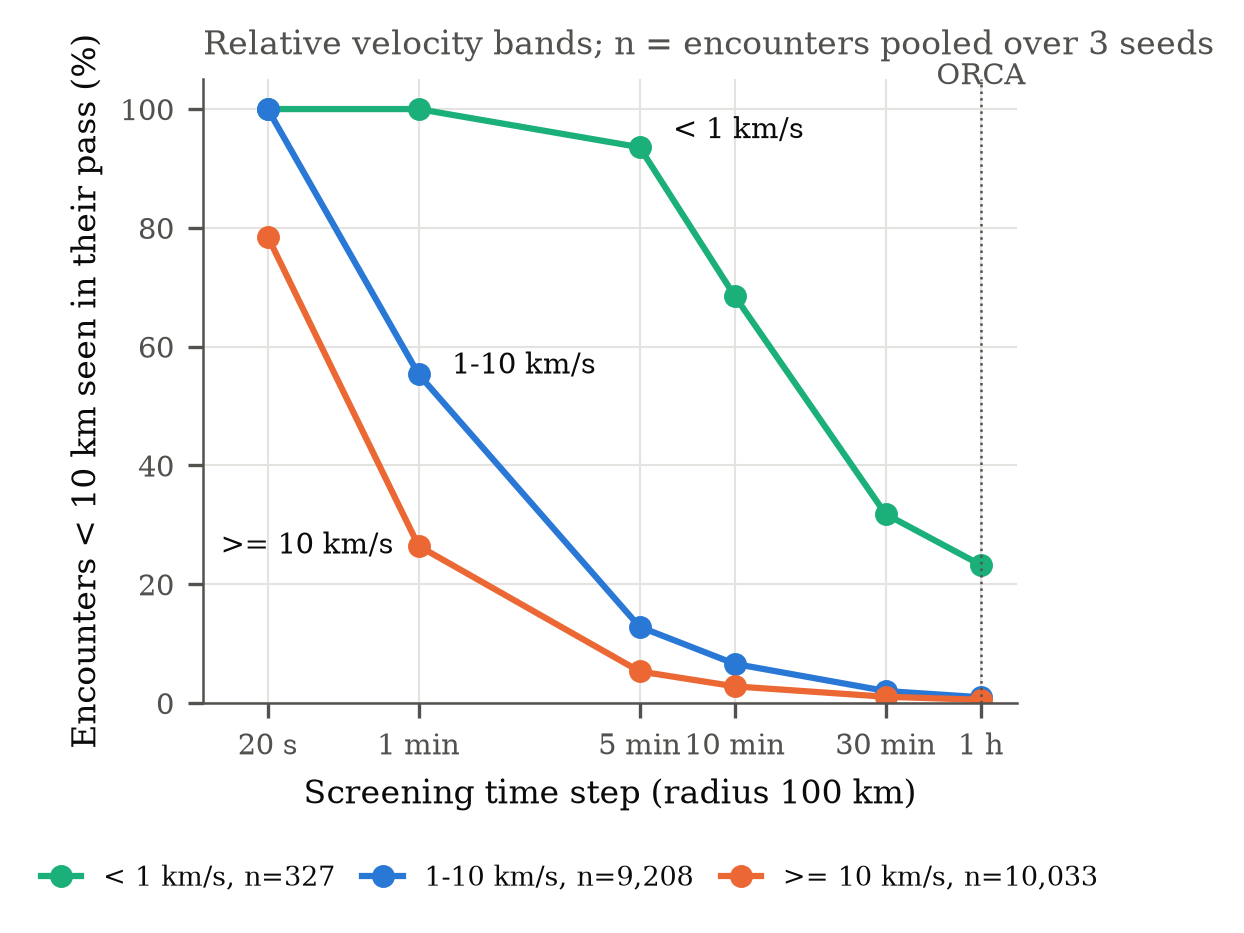 Relative velocity bands; n = encounters pooled over 3 seeds
ORCA
Encounters < 10 km seen in their pass (%)
100
80
60
40
20
0
< 1 km/s
1-10 km/s
>= 10 km/s
20 s 1 min 5 min 10 min 30 min 1 h
Screening time step (radius 100 km)
< 1 km/s, n=327 1-10 km/s, n=9,208 >= 10 km/s, n=10,033